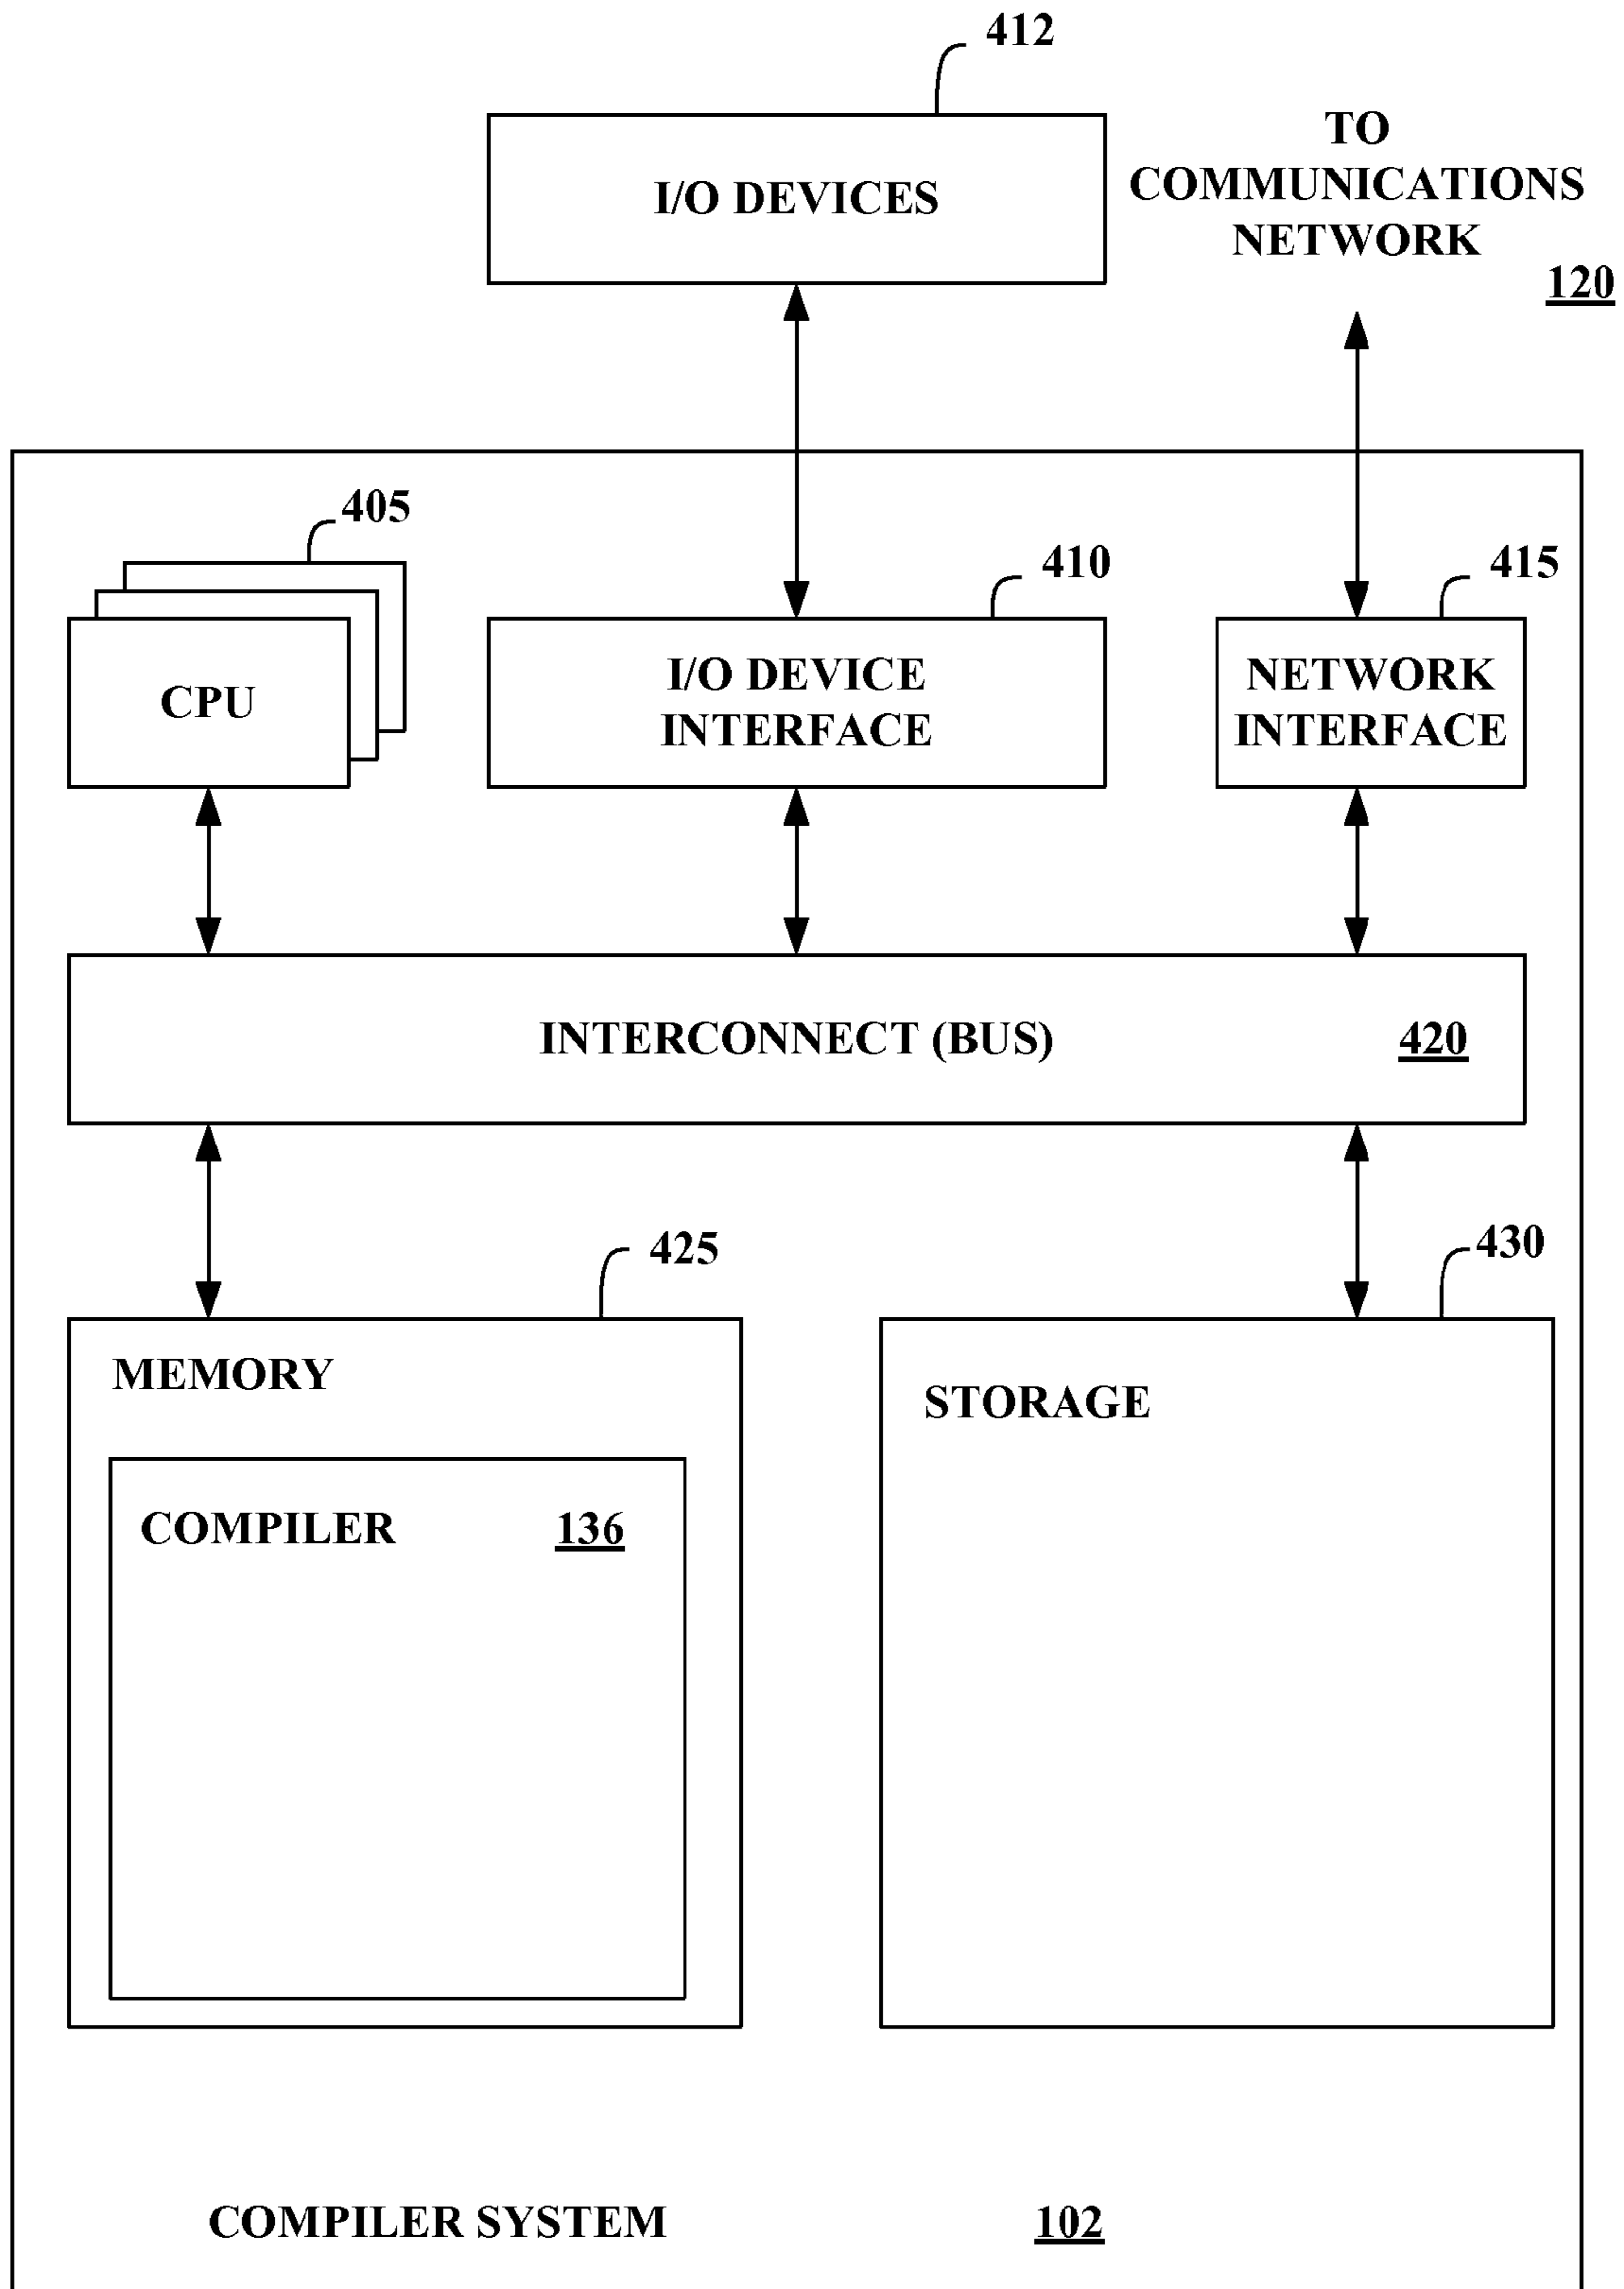 412
I/O DEVICES
TO
COMMUNICATIONS
NETWORK
120
405
CPU
410
I/O DEVICE
INTERFACE
415
NETWORK
INTERFACE
INTERCONNECT (BUS) 420
425
MEMORY
COMPILER 136
430
STORAGE
COMPILER SYSTEM 102